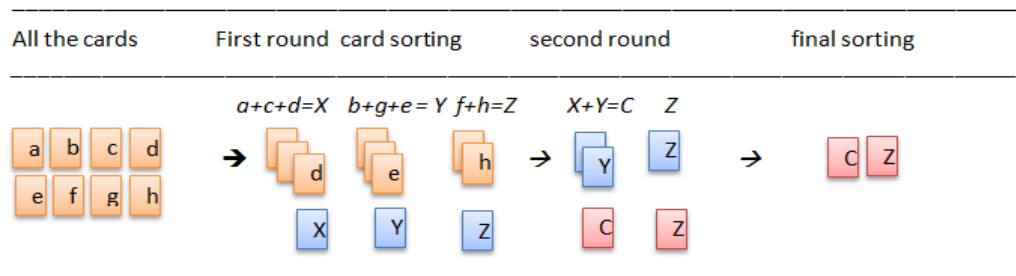 All the cards First round card sorting second round final sorting
a+c+d=X b+g+e = Y f+h=Z X+Y=C Z
a b c d → d e h → Y Z → C Z
e f g h X Y Z C Z